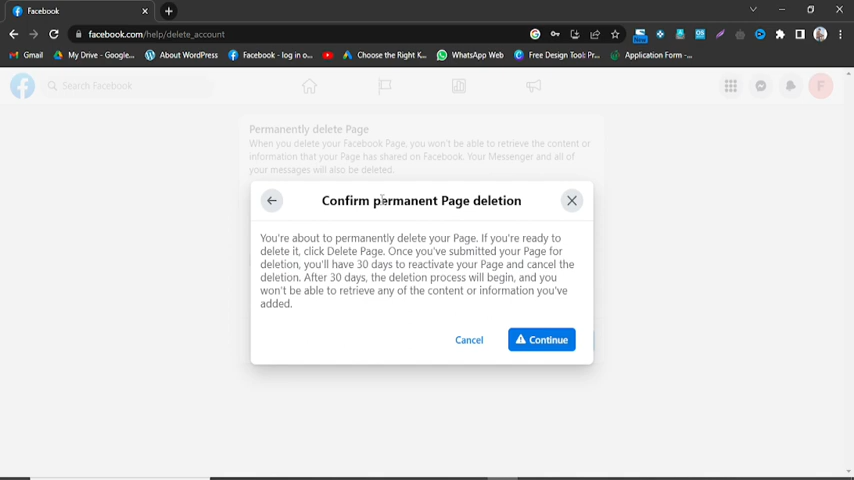 Facebook
facebook.com/help/delete_account
Gmail
My Drive - Google...
About WordPress
Facebook - log in o...
Choose the Right K...
WhatsApp Web
Free Design Tool: Pr...
Application Form -...
Search Facebook
F
Permanently delete Page
When you delete your Facebook Page, you won't be able to retrieve the content or
information that your Page has shared on Facebook. Your Messenger and all of
your messages will also be deleted.
Confirm permanent Page deletion
You're about to permanently delete your Page. If you're ready to
delete it, click Delete Page. Once you've submitted your Page for
deletion, you'll have 30 days to reactivate your Page and cancel the
deletion. After 30 days, the deletion process will begin, and you
won't be able to retrieve any of the content or information you've
added.
Cancel
Continue